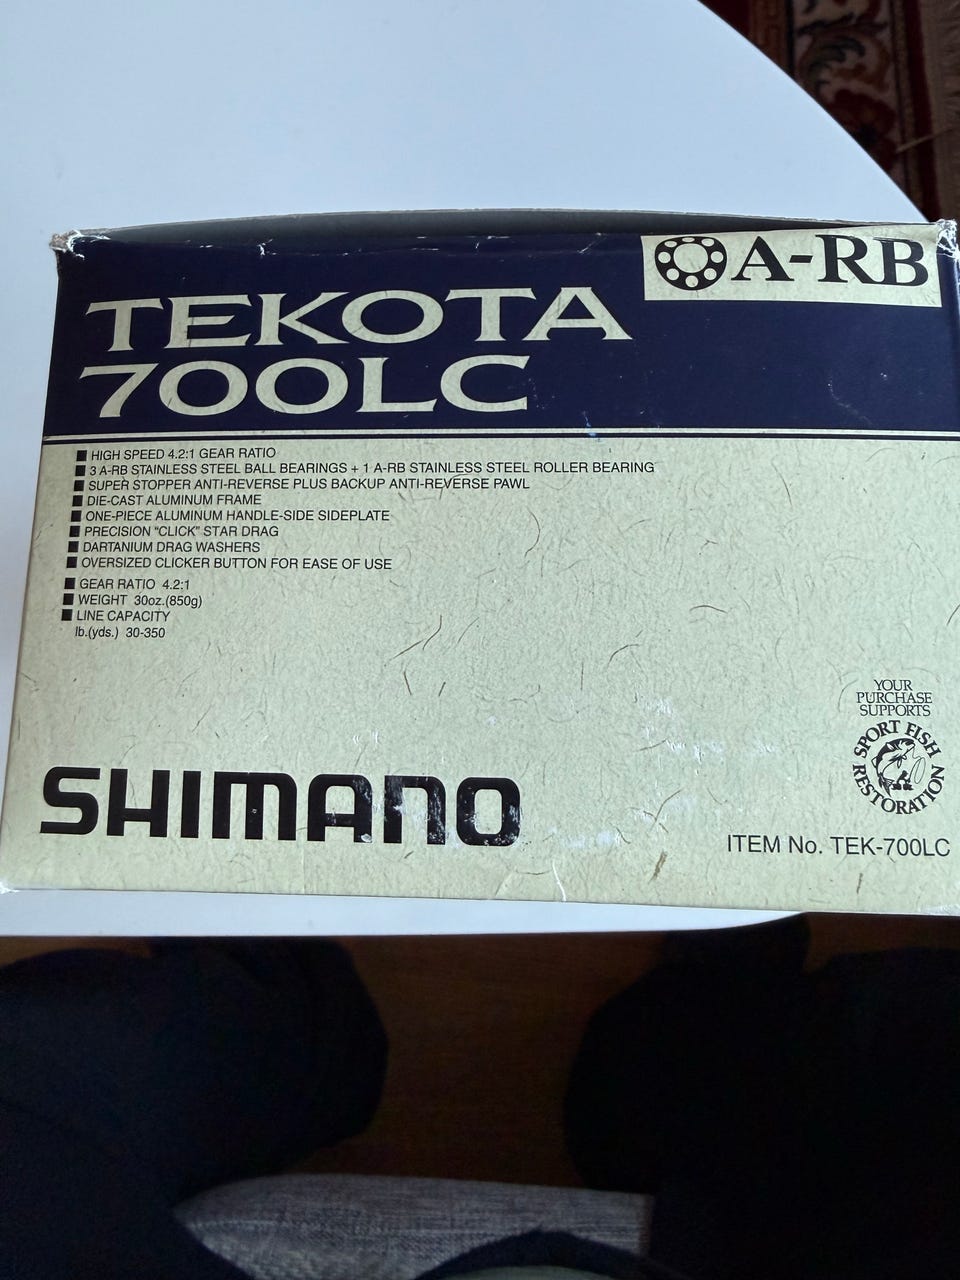 A-RB
TEKOTA
700LC
HIGH SPEED 4.2:1 GEAR RATIO
3 A-RB STAINLESS STEEL BALL BEARINGS + 1 A-RB STAINLESS STEEL ROLLER BEARING
SUPER STOPPER ANTI-REVERSE PLUS BACKUP ANTI-REVERSE PAWL
DIE-CAST ALUMINUM FRAME
ONE-PIECE ALUMINUM HANDLE-SIDE SIDEPLATE
PRECISION "CLICK" STAR DRAG
DARTANIUM DRAG WASHERS
OVERSIZED CLICKER BUTTON FOR EASE OF USE
GEAR RATIO 4.2:1
WEIGHT 30oz.(850g)
LINE CAPACITY
lb.(yds.) 30-350
YOUR
PURCHASE
SUPPORTS
SPORT FISH
RESTORATION
SHIMANO
ITEM No. TEK-700LC